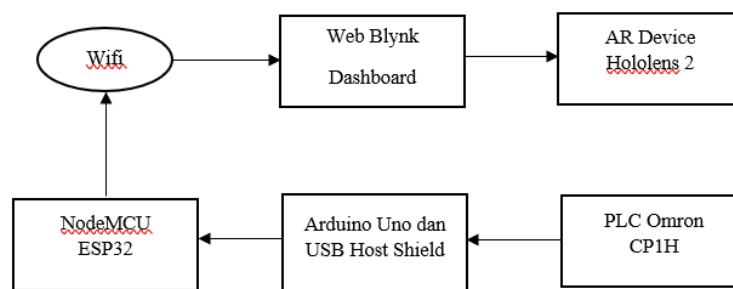 Wifi
Web Blynk
Dashboard
AR Device
Hololens 2
NodeMCU
ESP32
Arduino Uno dan
USB Host Shield
PLC Omron
CP1H